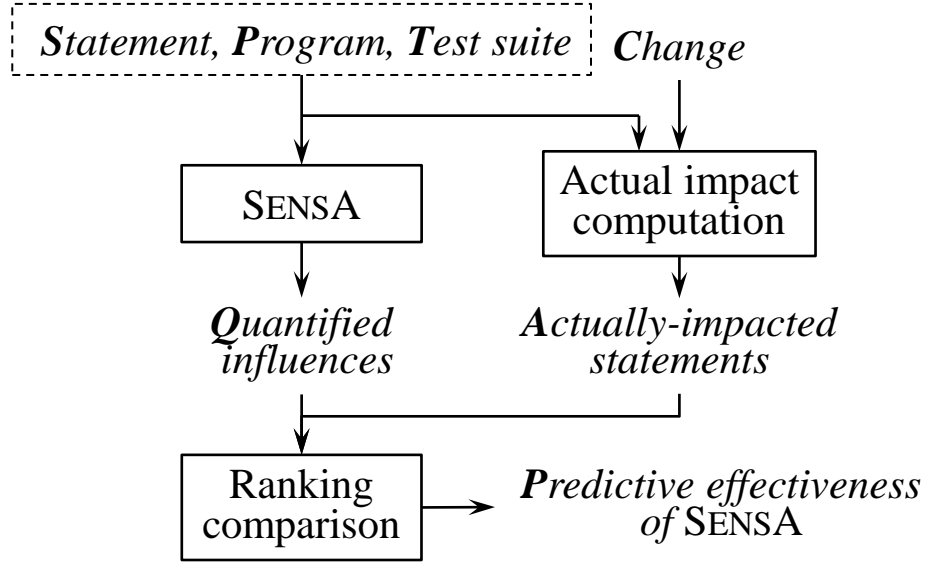 Statement, Program, Test suite
Change
SENSA
Actual impact
computation
Quantified
influences
Actually-impacted
statements
Ranking
comparison
Predictive effectiveness
of SENSA